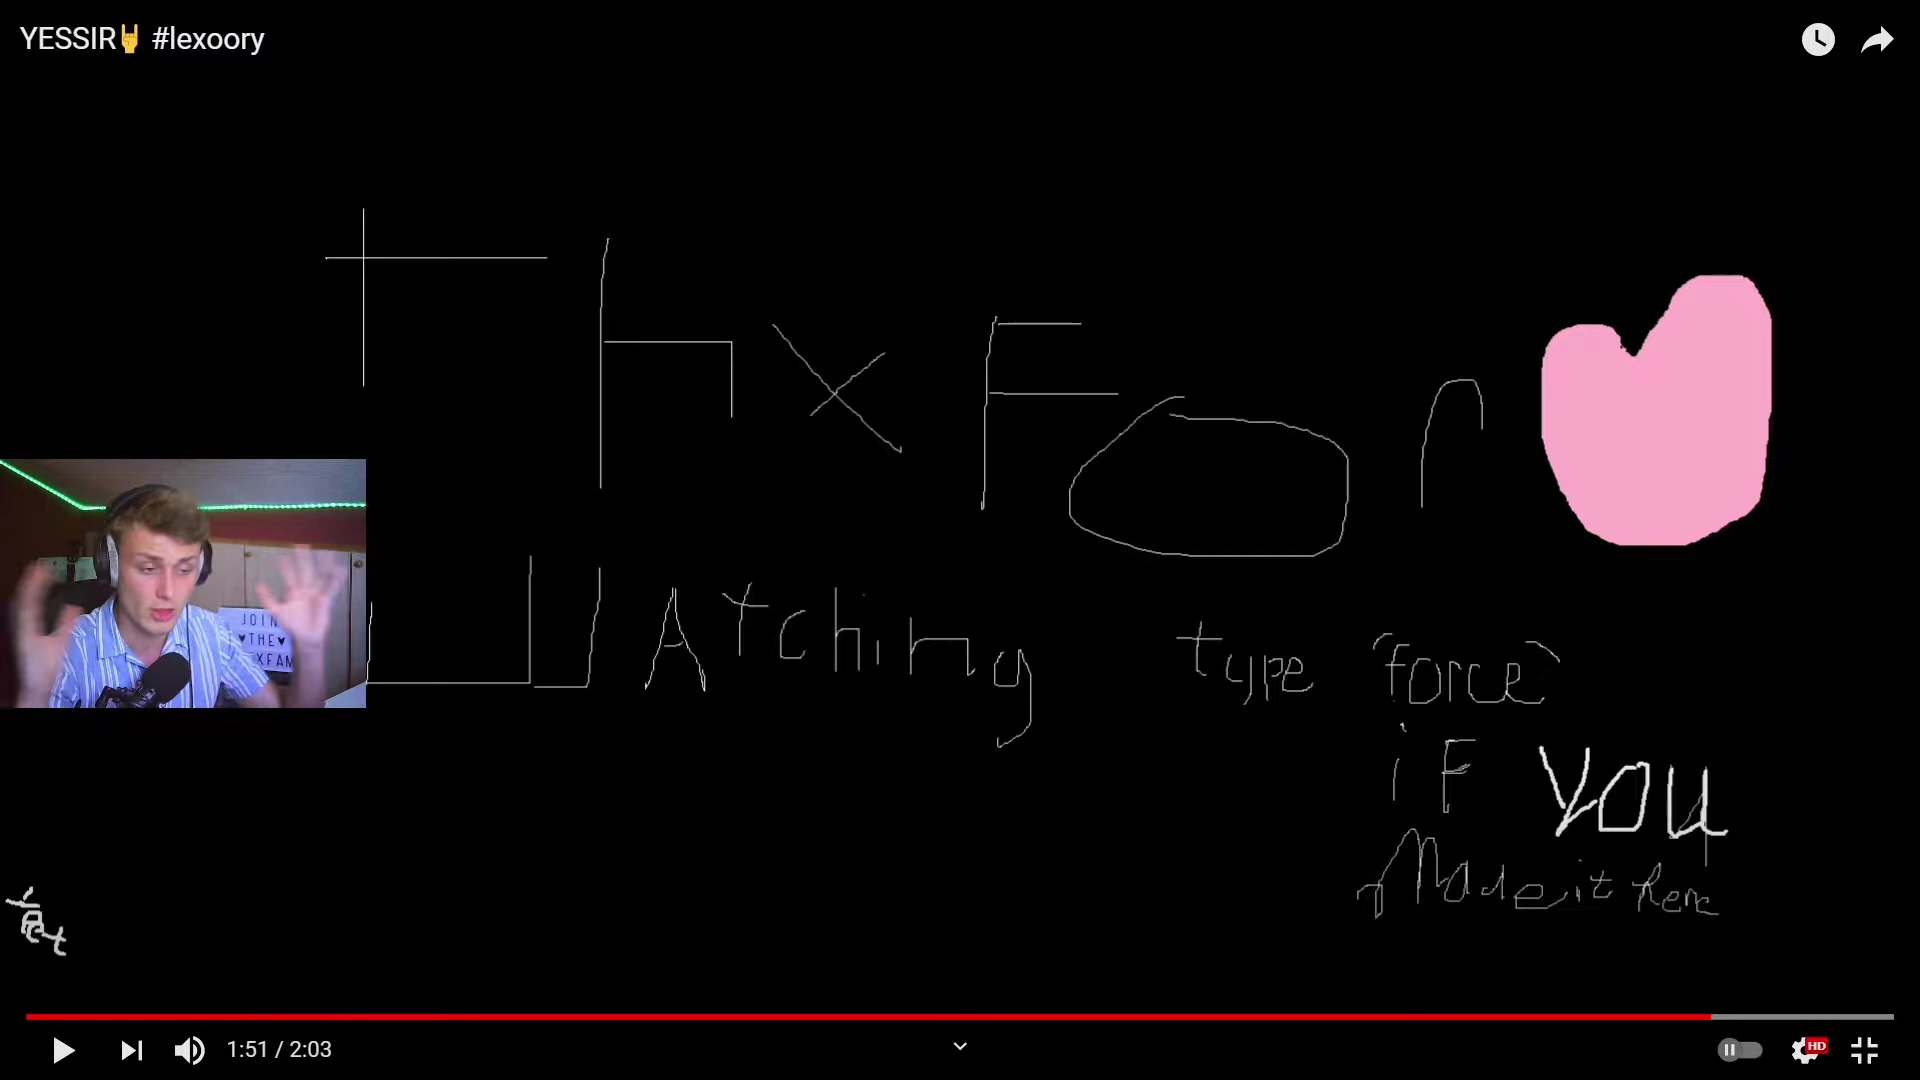 YESSIR🤘 #lexoory
Thx For
WAtching
type "force"
iF you
Made it here
JOIN
♥THE♥
XFAM
1:51 / 2:03
HD